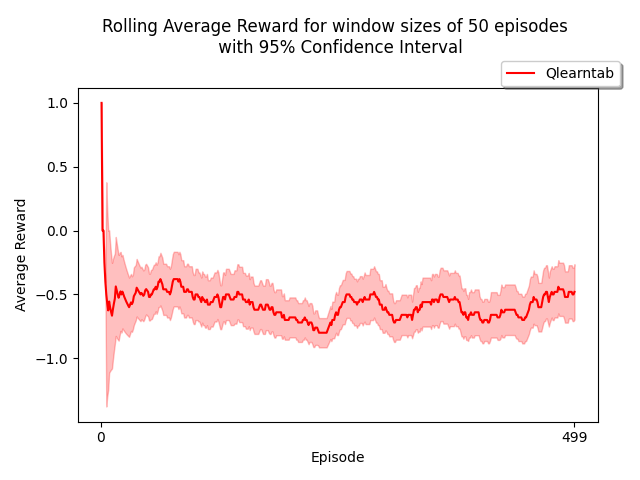 Rolling Average Reward for window sizes of 50 episodes
with 95% Confidence Interval
Qlearntab
1.0
0.5
0.0
−0.5
−1.0
Average Reward
0
499
Episode